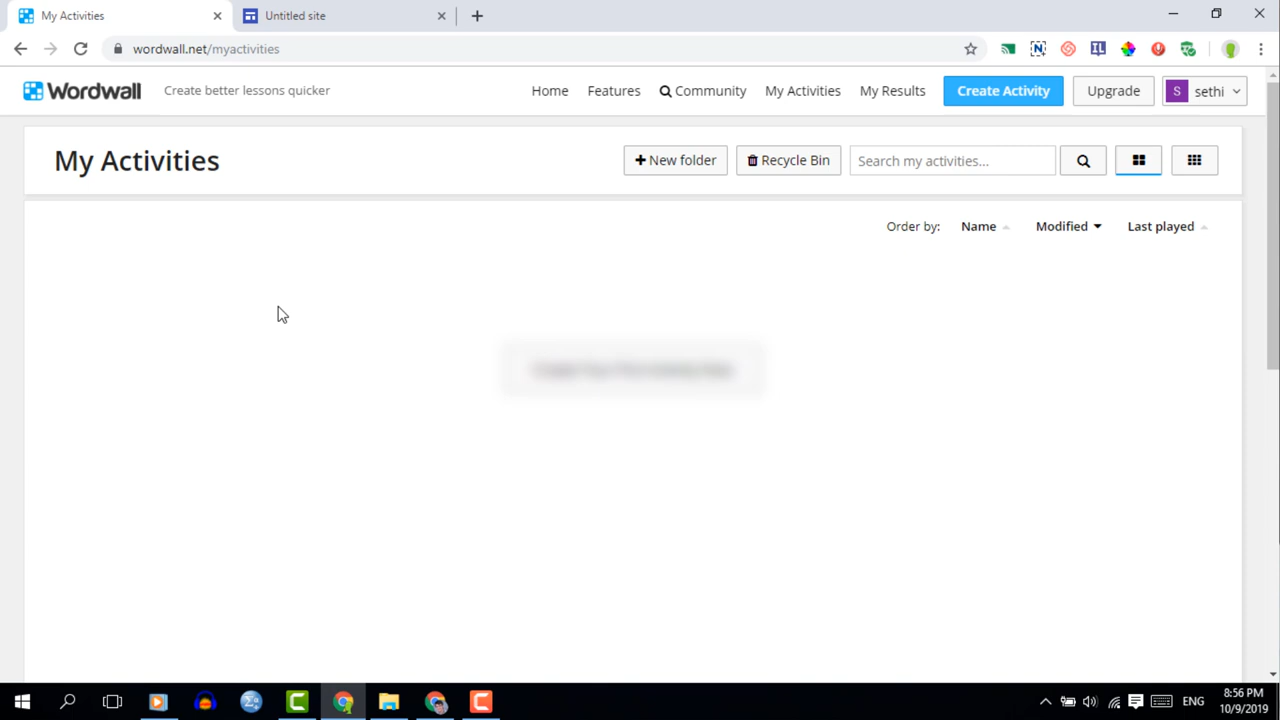 My Activities
Untitled site
wordwall.net/myactivities
Wordwall
Create better lessons quicker
Home
Features
Community
My Activities
My Results
Create Activity
Upgrade
S
sethi
My Activities
New folder
Recycle Bin
Search my activities...
Order by:
Name
Modified
Last played
ENG
8:56 PM
10/9/2019